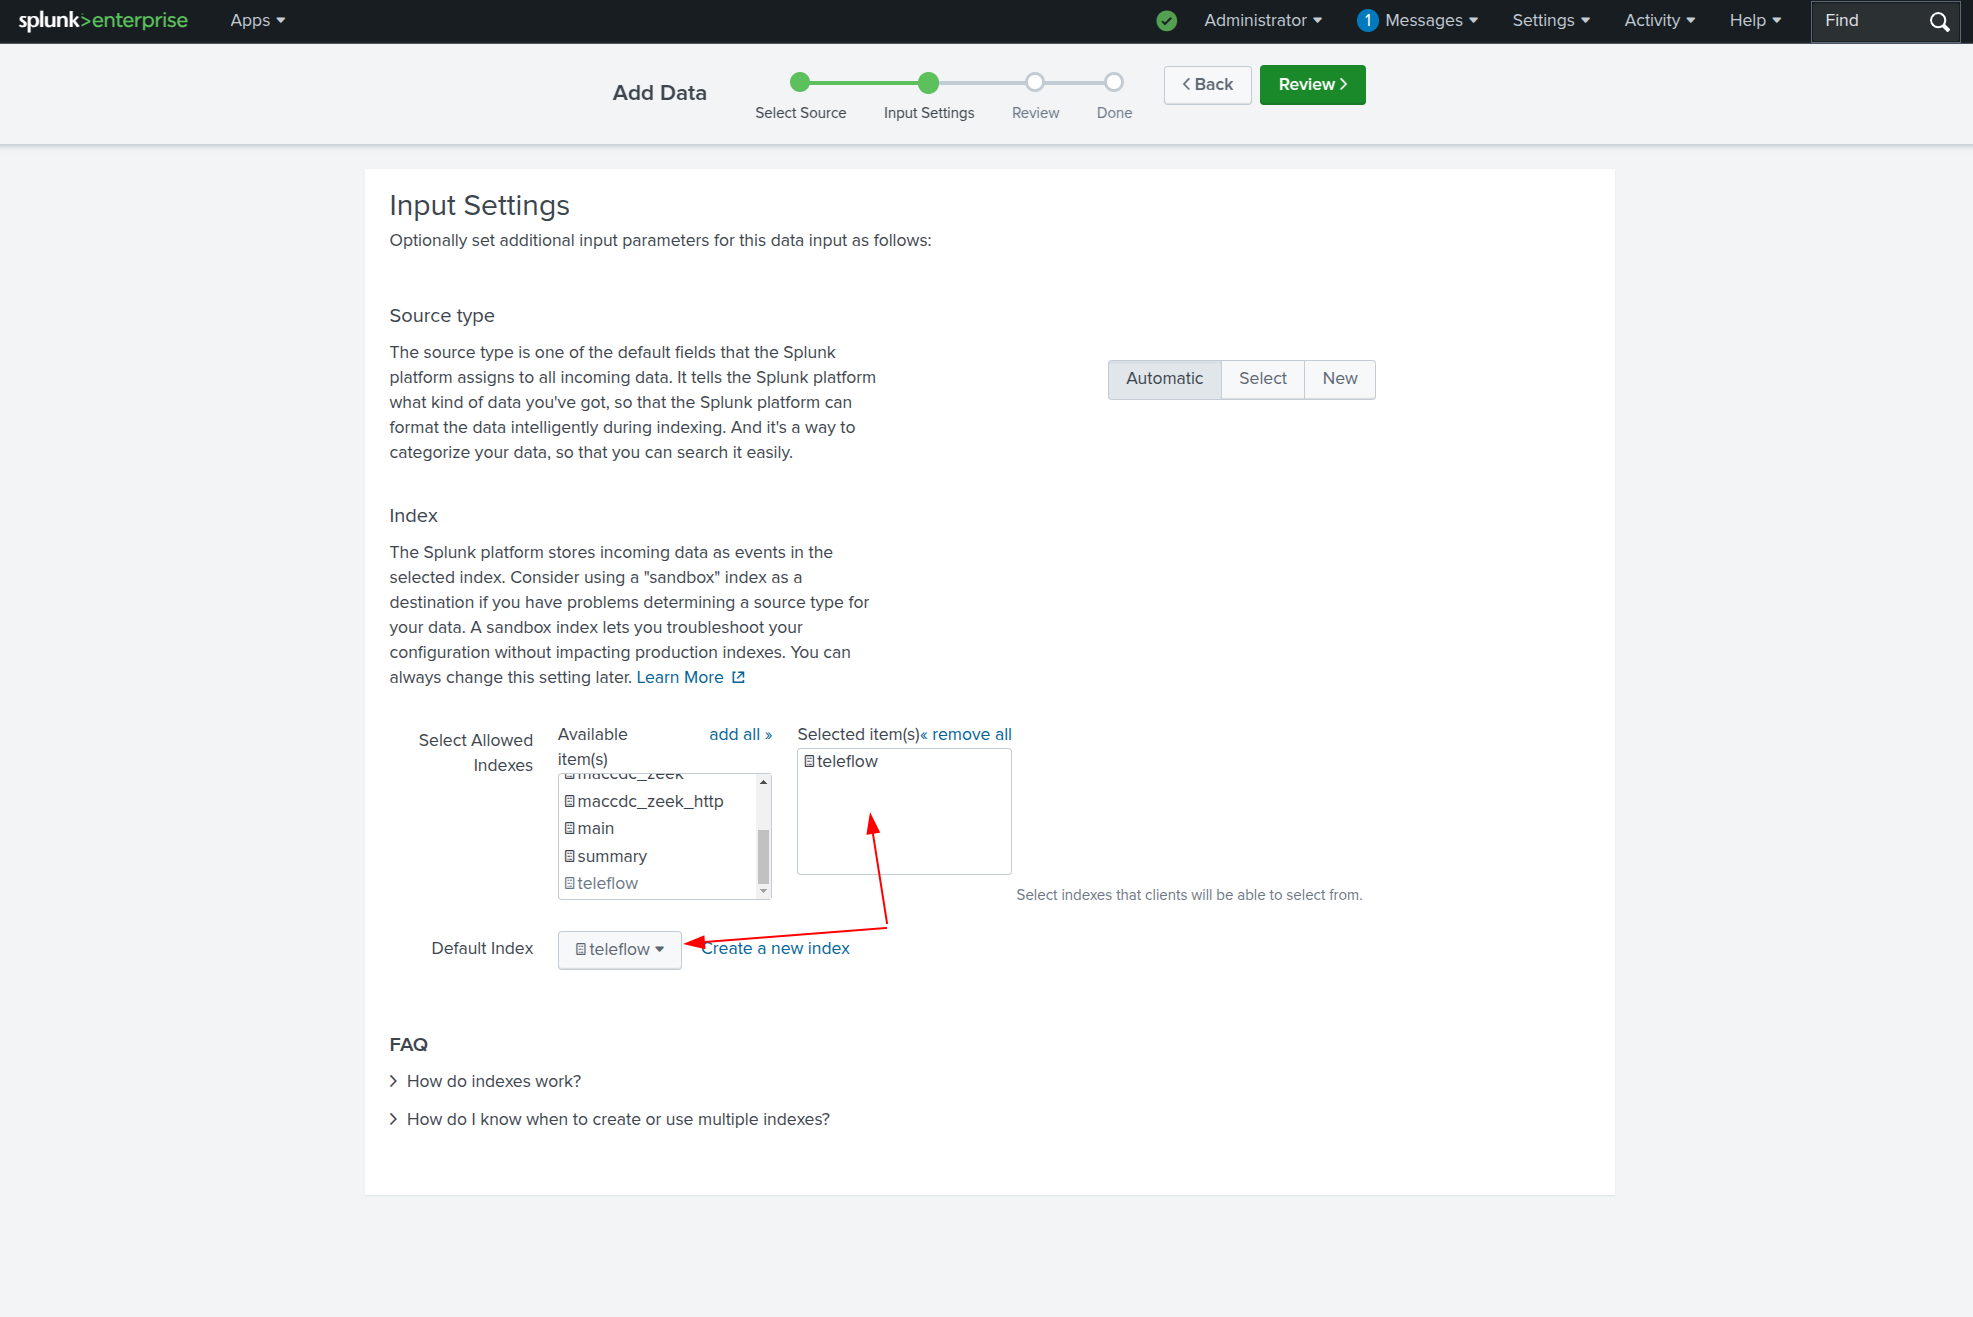 splunk>enterprise Apps Administrator 1 Messages Settings Activity Help Find
Add Data
Select Source Input Settings Review Done
Back Review
Input Settings
Optionally set additional input parameters for this data input as follows:
Source type
The source type is one of the default fields that the Splunk
platform assigns to all incoming data. It tells the Splunk platform
what kind of data you've got, so that the Splunk platform can
format the data intelligently during indexing. And it's a way to
categorize your data, so that you can search it easily.
Automatic Select New
Index
The Splunk platform stores incoming data as events in the
selected index. Consider using a "sandbox" index as a
destination if you have problems determining a source type for
your data. A sandbox index lets you troubleshoot your
configuration without impacting production indexes. You can
always change this setting later. Learn More
Select Allowed
Indexes
Available
item(s)
add all »
maccdc_zeek
maccdc_zeek_http
main
summary
teleflow
Selected item(s) « remove all
teleflow
Select indexes that clients will be able to select from.
Default Index teleflow Create a new index
FAQ
How do indexes work?
How do I know when to create or use multiple indexes?